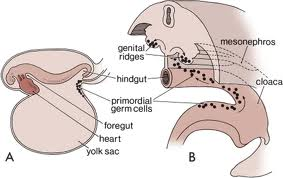 genital
ridges
mesonephros
hindgut
cloaca
primordial
germ cells
foregut
heart
yolk sac
A
B